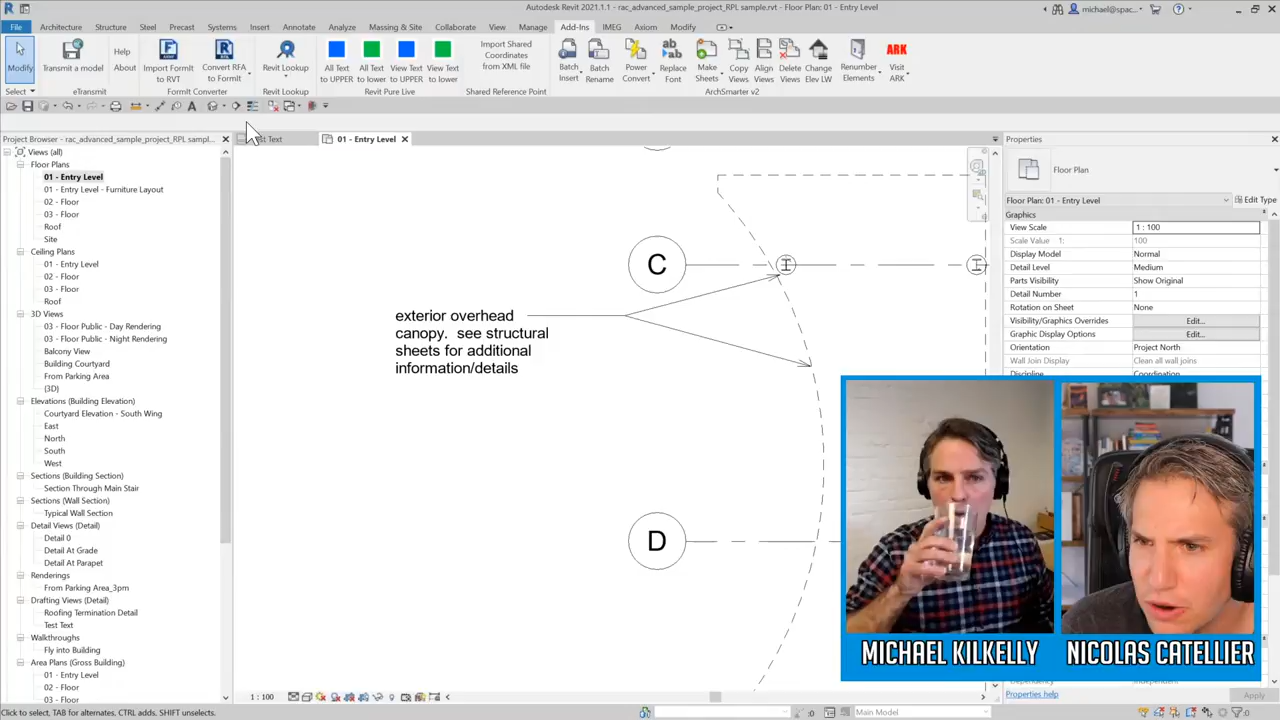 Autodesk Revit 2021.1.1 - rac_advanced_sample_project_RPL sample.rvt - Floor Plan: 01 - Entry Level
michael@spac...
File Architecture Structure Steel Precast Systems Insert Annotate Analyze Massing & Site Collaborate View Manage Add-Ins IMEG Axiom Modify
Modify
Select
Transmit a model
Help
About
eTransmit
Import FormIt
to RVT
Convert RFA
to FormIt
FormIt Converter
Revit Lookup
Revit Lookup
All Text
to UPPER
All Text
to lower
View Text
to UPPER
View Text
to lower
Revit Pure Live
Import Shared
Coordinates
from XML file
Shared Reference Point
Batch
Insert
Batch
Rename
Power
Convert
Replace
Font
Make
Sheets
Copy
Views
Align
Views
Delete
Views
Change
Elev LW
ArchSmarter v2
Renumber
Elements
ARK
Visit
ARK
Project Browser - rac_advanced_sample_project_RPL sampl...
Text
01 - Entry Level
Properties
Views (all)
Floor Plans
01 - Entry Level
01 - Entry Level - Furniture Layout
02 - Floor
03 - Floor
Roof
Site
Ceiling Plans
01 - Entry Level
02 - Floor
03 - Floor
Roof
3D Views
03 - Floor Public - Day Rendering
03 - Floor Public - Night Rendering
Balcony View
Building Courtyard
From Parking Area
{3D}
Elevations (Building Elevation)
Courtyard Elevation - South Wing
East
North
South
West
Sections (Building Section)
Section Through Main Stair
Sections (Wall Section)
Typical Wall Section
Detail Views (Detail)
Detail 0
Detail At Grade
Detail At Parapet
Renderings
From Parking Area_3pm
Drafting Views (Detail)
Roofing Termination Detail
Test Text
Walkthroughs
Fly into Building
Area Plans (Gross Building)
01 - Entry Level
02 - Floor
03 - Floor
C
exterior overhead
canopy. see structural
sheets for additional
information/details
D
Floor Plan
Floor Plan: 01 - Entry Level
Edit Type
Graphics
View Scale 1 : 100
Scale Value 1: 100
Display Model Normal
Detail Level Medium
Parts Visibility Show Original
Detail Number 1
Rotation on Sheet None
Visibility/Graphics Overrides Edit...
Graphic Display Options Edit...
Orientation Project North
Wall Join Display Clean all wall joins
Discipline Coordination
MICHAEL KILKELLY
NICOLAS CATELLIER
Properties help
Apply
1 : 100
Click to select, TAB for alternates, CTRL adds, SHIFT unselects.
:0
Main Model
:0